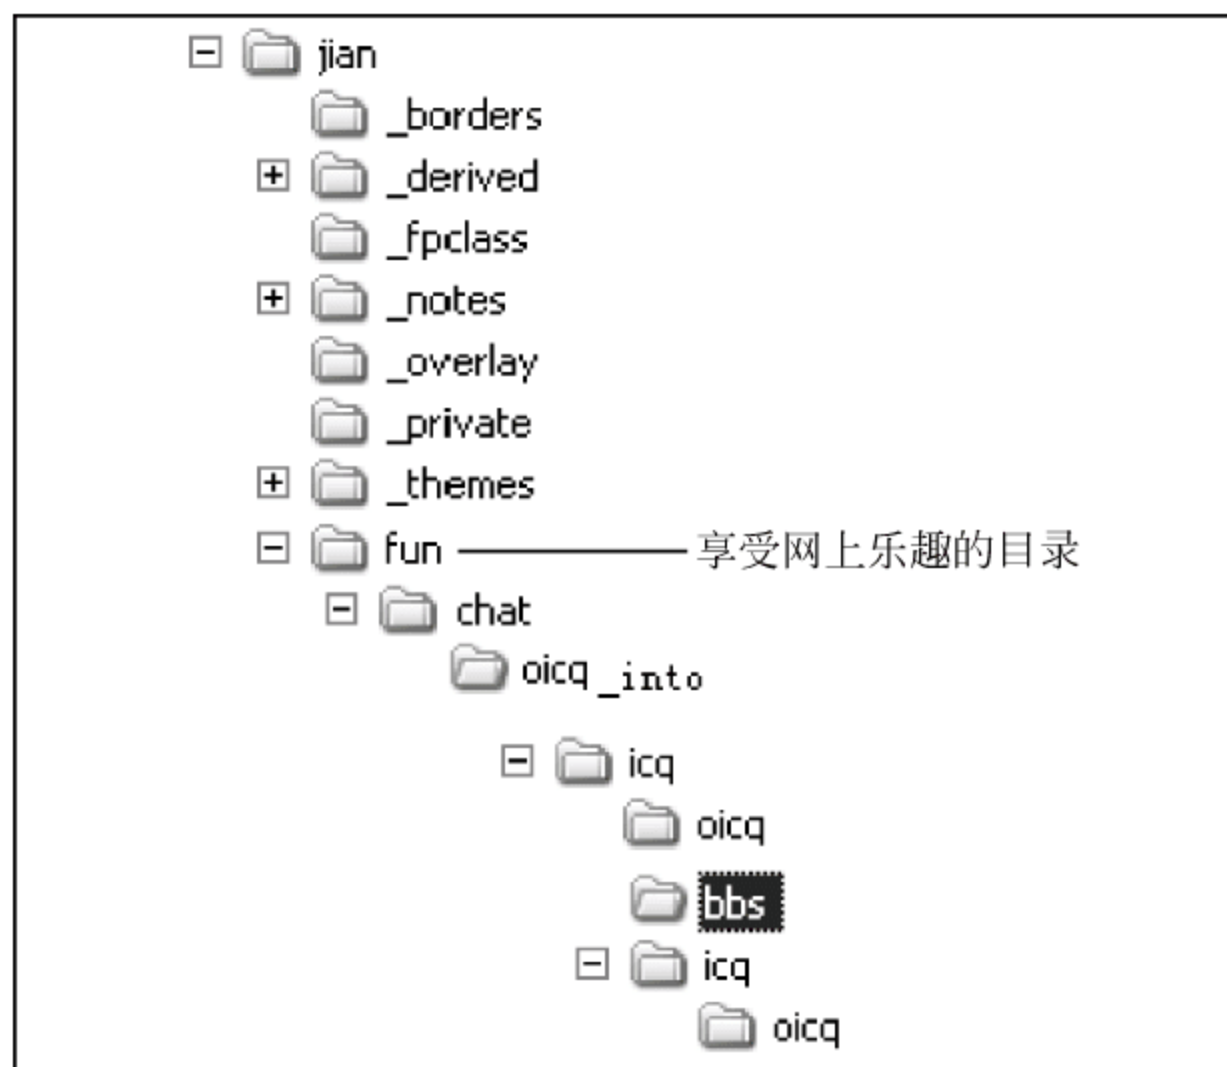 jian
_borders
_derived
_fpclass
_notes
_overlay
_private
_themes
fun 享受网上乐趣的目录
chat
oicq_into
icq
oicq
bbs
icq
oicq